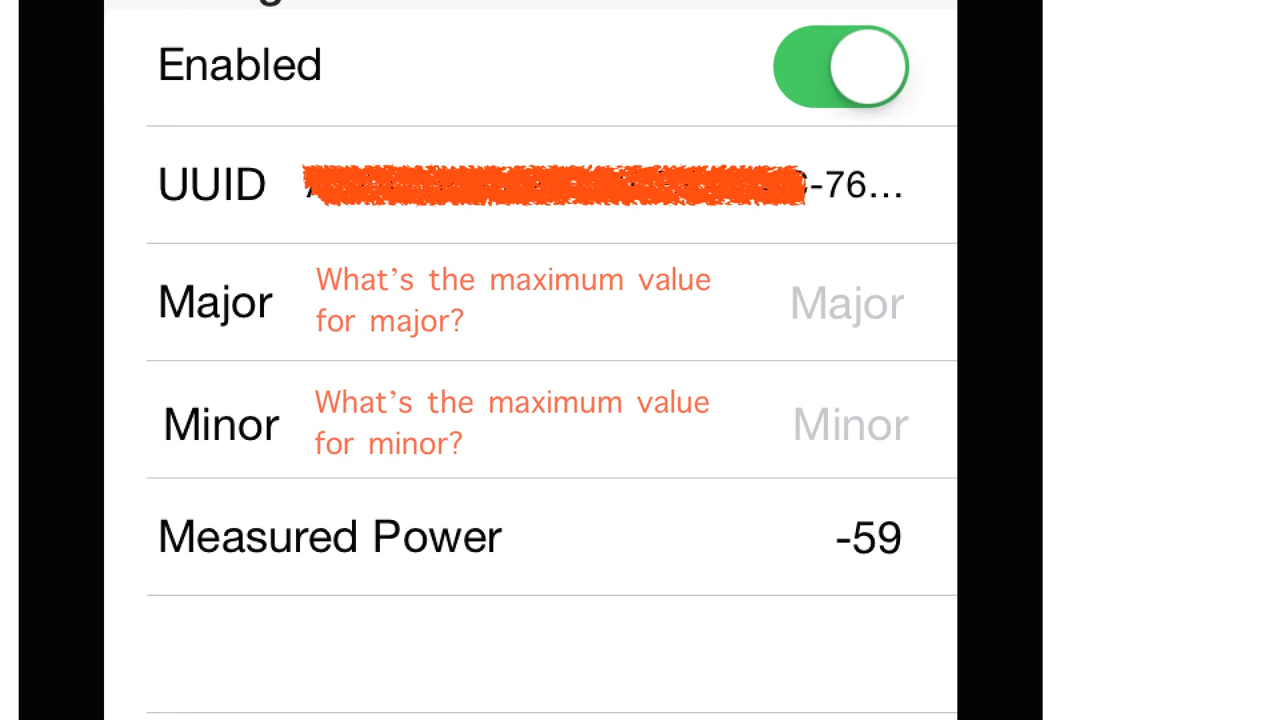 Enabled
UUID -76...
What's the maximum value
for major?
Major Major
What's the maximum value
for minor?
Minor Minor
Measured Power -59